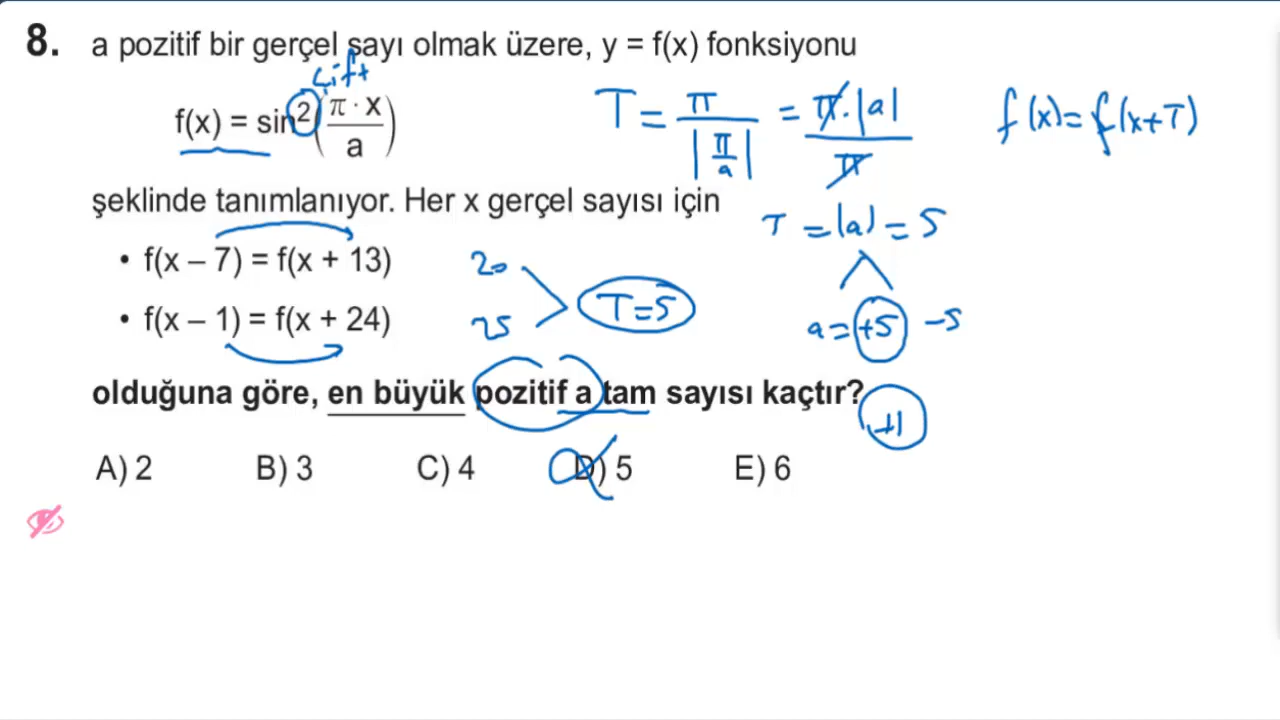 8. a pozitif bir gerçel sayı olmak üzere, y = f(x) fonksiyonu
çift
f(x) = sin²(π · x / a)
T = π / |π/a| = π · |a| / π
f(x) = f(x+T)
şeklinde tanımlanıyor. Her x gerçel sayısı için
T = |a| = 5
• f(x – 7) = f(x + 13)
20
T = 5
• f(x – 1) = f(x + 24)
25
a = +5 -5
olduğuna göre, en büyük pozitif a tam sayısı kaçtır?
+1
A) 2 B) 3 C) 4 D) 5 E) 6